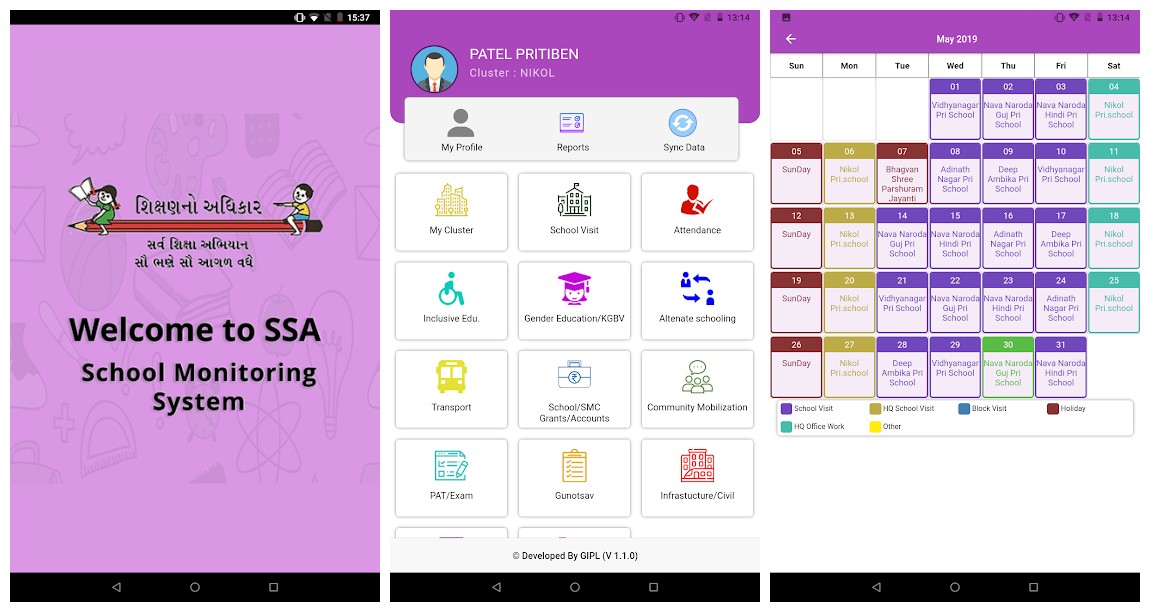 15:37
શિક્ષણનો અધિકાર
સર્વ શિક્ષા અભિયાન
સૌ ભણે સૌ આગળ વધે
Welcome to SSA
School Monitoring
System
13:14
PATEL PRITIBEN
Cluster : NIKOL
My Profile
Reports
Sync Data
My Cluster
School Visit
Attendance
Inclusive Edu.
Gender Education/KGBV
Altenate schooling
Transport
School/SMC
Grants/Accounts
Community Mobilization
PAT/Exam
Gunotsav
Infrastucture/Civil
© Developed By GIPL (V 1.1.0)
13:14
May 2019
Sun Mon Tue Wed Thu Fri Sat
01 02 03 04
Vidhyanagar Nava Naroda Nava Naroda Nikol
Pri School Guj Pri Hindi Pri Pri.school
School School
05 06 07 08 09 10 11
SunDay Nikol Bhagvan Adinath Deep Vidhyanagar Nikol
Pri.school Shree Nagar Pri Ambika Pri Pri School Pri.school
Parshuram School School
Jayanti
12 13 14 15 16 17 18
SunDay Nikol Nava Naroda Nava Naroda Adinath Deep Nikol
Pri.school Guj Pri Hindi Pri Nagar Pri Ambika Pri Pri.school
School School School School
19 20 21 22 23 24 25
SunDay Nikol Vidhyanagar Nava Naroda Nava Naroda Adinath Nikol
Pri.school Pri School Guj Pri Hindi Pri Nagar Pri Pri.school
School School School
26 27 28 29 30 31
SunDay Nikol Deep Vidhyanagar Nava Naroda Nava Naroda
Pri.school Ambika Pri Pri School Guj Pri Hindi Pri
School School School
School Visit HQ School Visit Block Visit Holiday
HQ Office Work Other